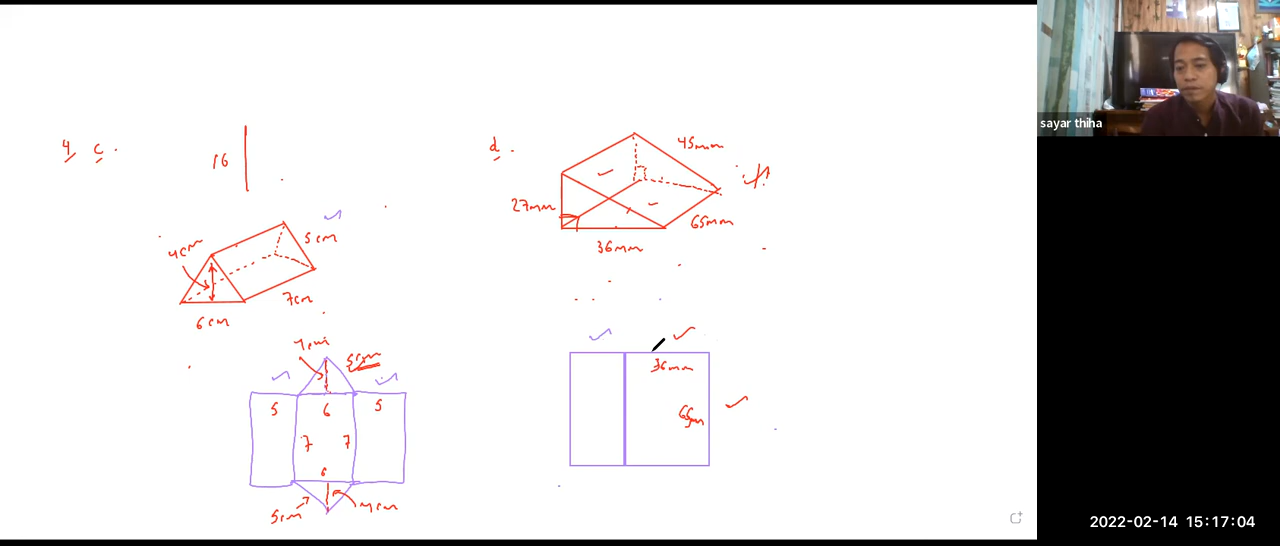 4 c.
16
4cm
5cm
7cm
6cm
4cm
5cm
5
6
5
7
7
6
5cm
4cm
d.
45mm
27mm
65mm
36mm
36mm
65mm
sayar thiha
2022-02-14 15:17:04